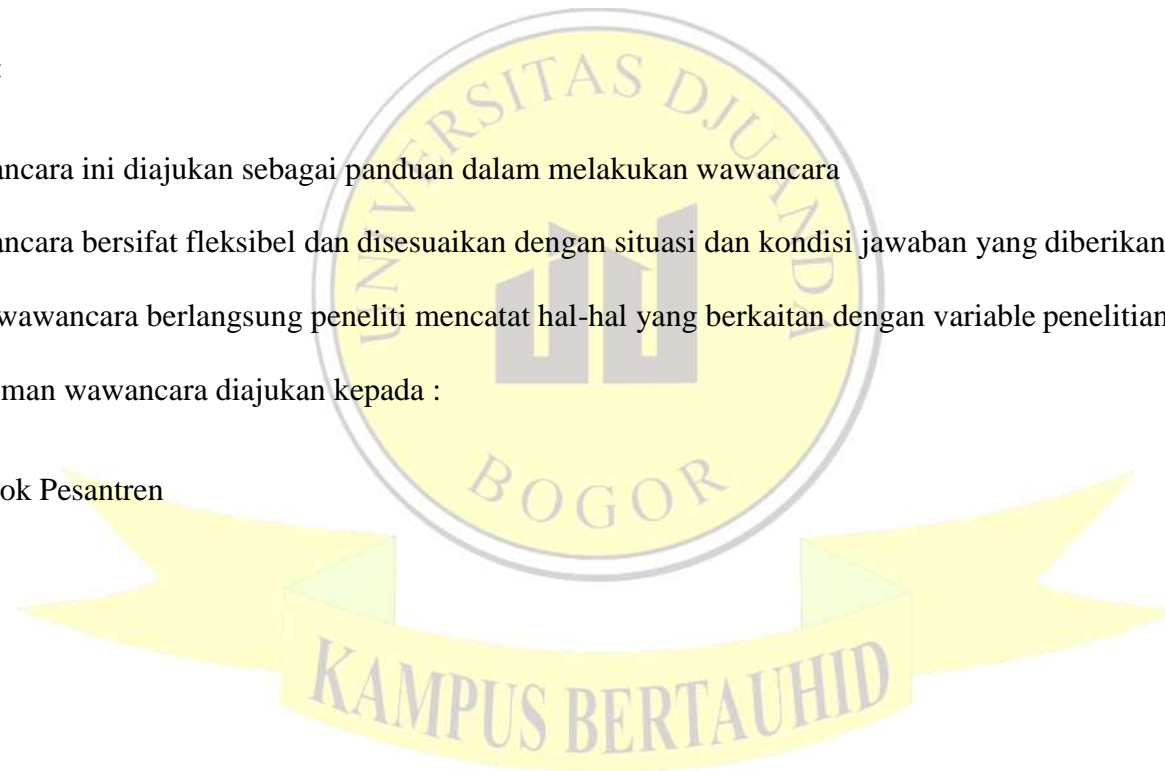 :
ancara ini diajukan sebagai panduan dalam melakukan wawancara
ancara bersifat fleksibel dan disesuaikan dengan situasi dan kondisi jawaban yang diberikan
wawancara berlangsung peneliti mencatat hal-hal yang berkaitan dengan variable penelitian
man wawancara diajukan kepada :
ok Pesantren
UNIVERSITAS DJUANDA
BOGOR
KAMPUS BERTAUHID